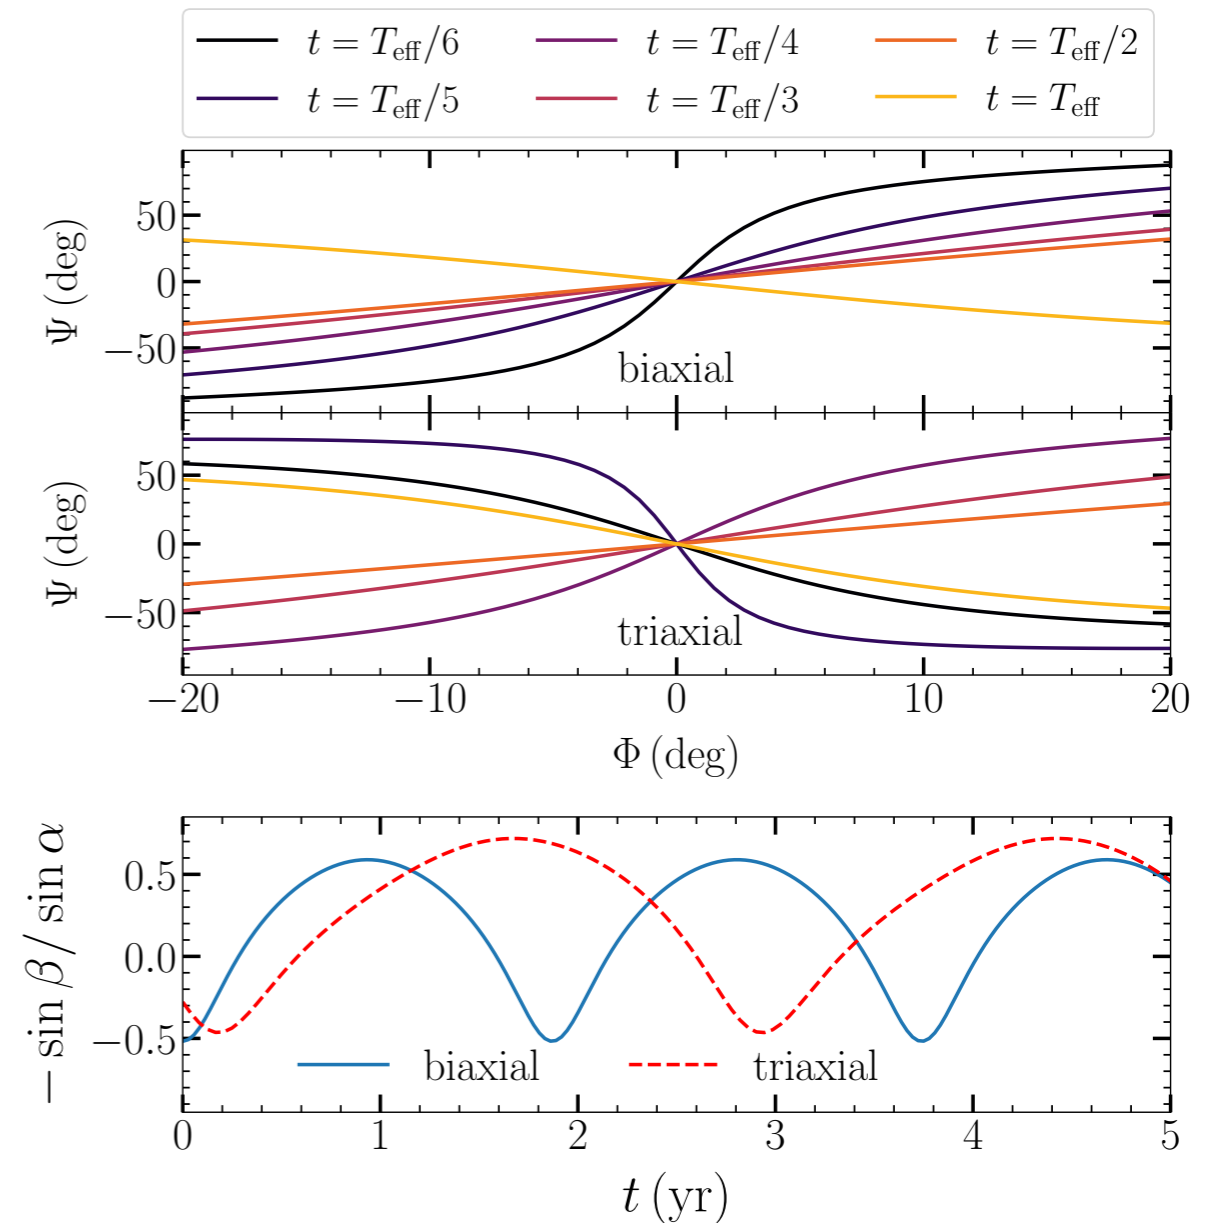 t = T_eff/6 t = T_eff/4 t = T_eff/2
t = T_eff/5 t = T_eff/3 t = T_eff
Ψ (deg)
50
0
−50
biaxial
Ψ (deg)
50
0
−50
triaxial
−20 −10 0 10 20
Φ (deg)
− sin β/ sin α
0.5
0.0
−0.5
biaxial triaxial
0 1 2 3 4 5
t (yr)